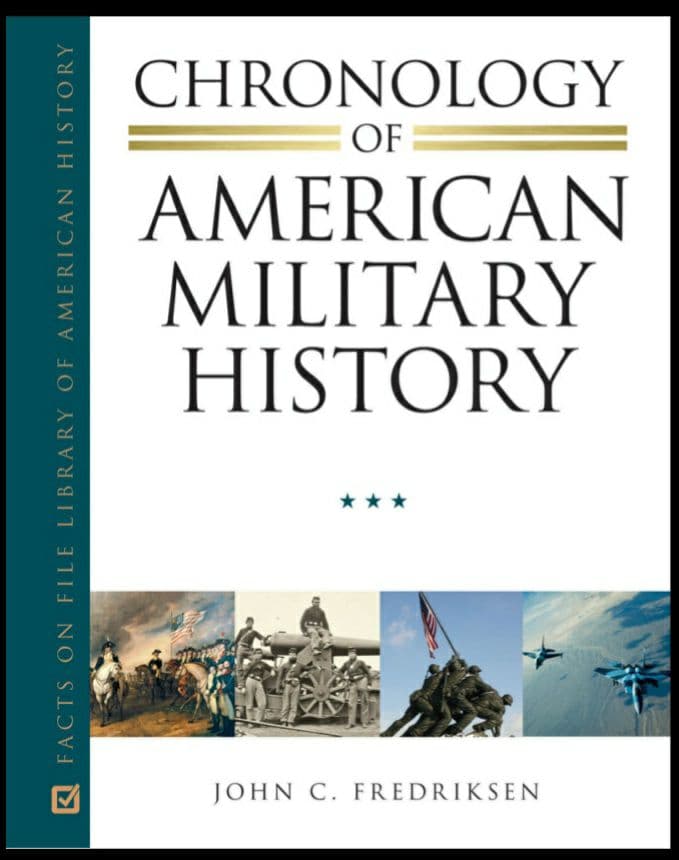 FACTS ON FILE LIBRARY OF AMERICAN HISTORY
CHRONOLOGY
OF
AMERICAN
MILITARY
HISTORY
JOHN C. FREDRIKSEN